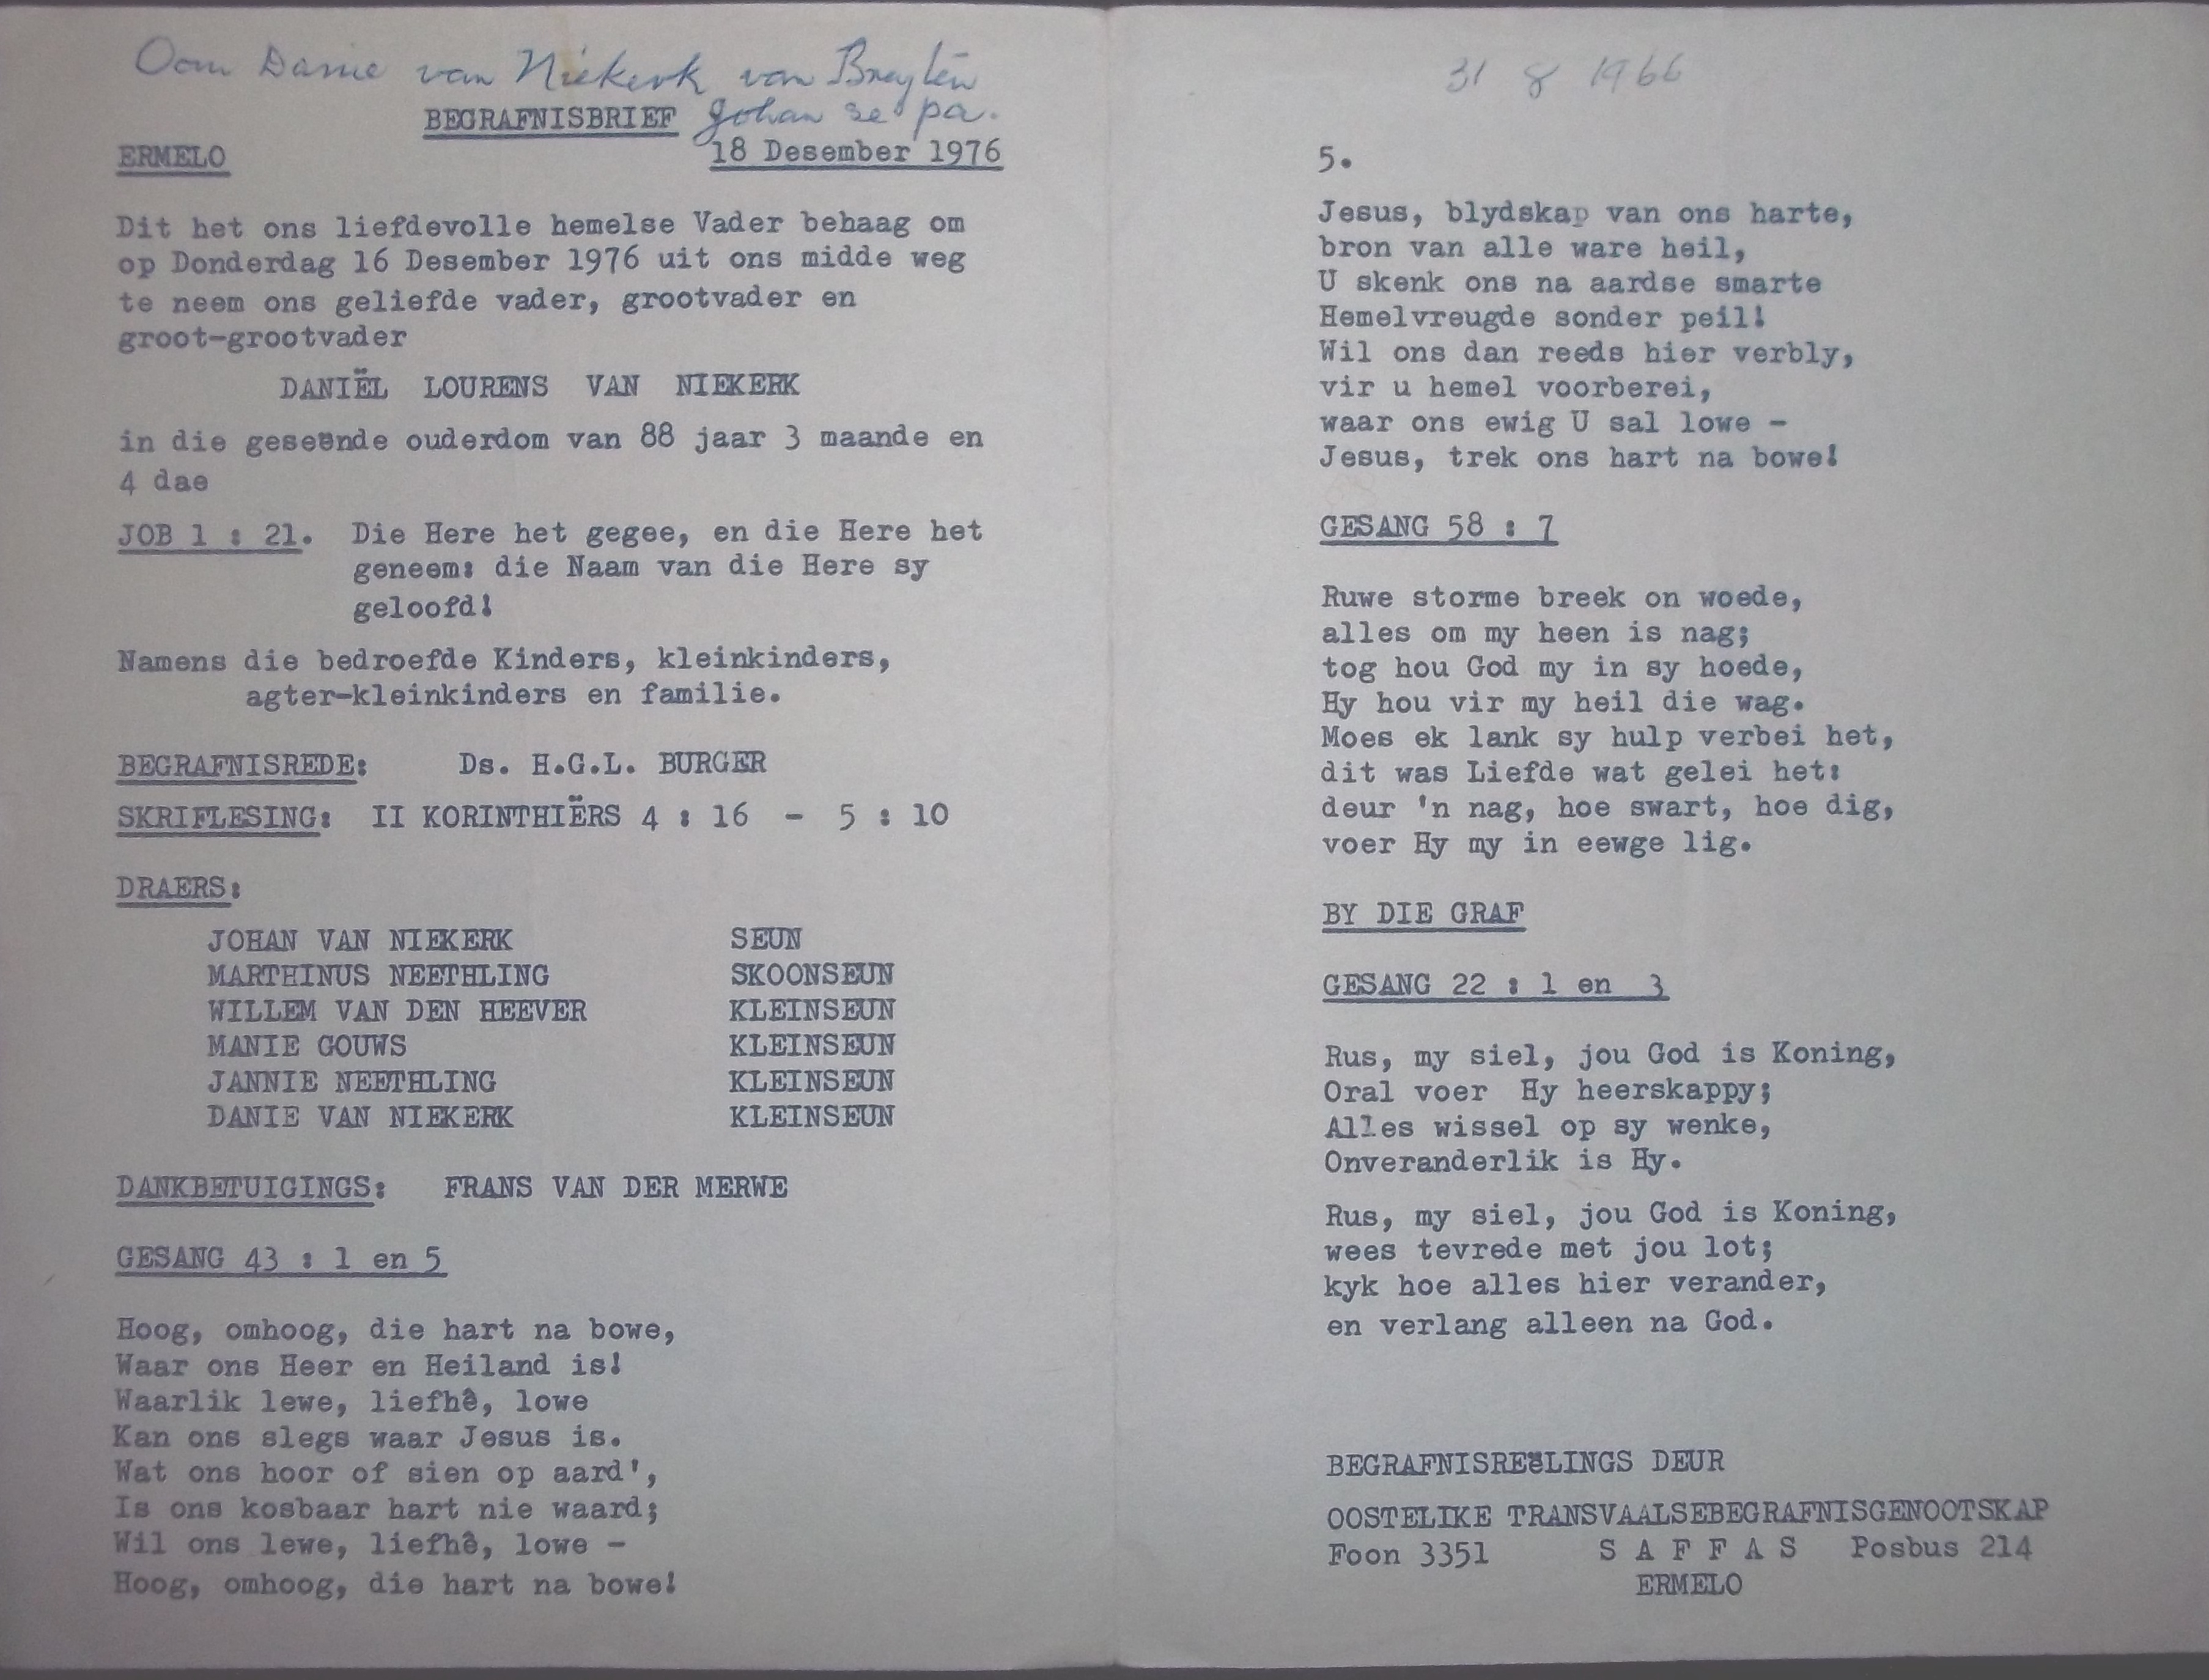 Oom Danie van Niekerk van Breyten
Johan se pa.
BEGRAFNISBRIEF
ERMELO 18 Desember 1976
Dit het ons liefdevolle hemelse Vader behaag om
op Donderdag 16 Desember 1976 uit ons midde weg
te neem ons geliefde vader, grootvader en
groot-grootvader
DANIËL LOURENS VAN NIEKERK
in die geseënde ouderdom van 88 jaar 3 maande en
4 dae
JOB 1 : 21. Die Here het gegee, en die Here het
geneem: die Naam van die Here sy
geloofd!
Namens die bedroefde Kinders, kleinkinders,
agter-kleinkinders en familie.
BEGRAFNISREDE: Ds. H.G.L. BURGER
SKRIFLESING: II KORINTHIËRS 4 : 16 - 5 : 10
DRAERS:
JOHAN VAN NIEKERK SEUN
MARTHINUS NEETHLING SKOONSEUN
WILLEM VAN DEN HEEVER KLEINSEUN
MANIE GOUWS KLEINSEUN
JANNIE NEETHLING KLEINSEUN
DANIE VAN NIEKERK KLEINSEUN
DANKBETUIGINGS: FRANS VAN DER MERWE
GESANG 43 : 1 en 5
Hoog, omhoog, die hart na bowe,
Waar ons Heer en Heiland is!
Waarlik lewe, liefhê, lowe
Kan ons slegs waar Jesus is.
Wat ons hoor of sien op aard',
Is ons kosbaar hart nie waard;
Wil ons lewe, liefhê, lowe -
Hoog, omhoog, die hart na bowe!
31 8 1966
5.
Jesus, blydskap van ons harte,
bron van alle ware heil,
U skenk ons na aardse smarte
Hemelvreugde sonder peil!
Wil ons dan reeds hier verbly,
vir u hemel voorberei,
waar ons ewig U sal lowe -
Jesus, trek ons hart na bowe!
GESANG 58 : 7
Ruwe storme breek on woede,
alles om my heen is nag;
tog hou God my in sy hoede,
Hy hou vir my heil die wag.
Moes ek lank sy hulp verbei het,
dit was Liefde wat gelei het:
deur 'n nag, hoe swart, hoe dig,
voer Hy my in eewge lig.
BY DIE GRAF
GESANG 22 : 1 en 3
Rus, my siel, jou God is Koning,
Oral voer Hy heerskappy;
Alles wissel op sy wenke,
Onveranderlik is Hy.
Rus, my siel, jou God is Koning,
wees tevrede met jou lot;
kyk hoe alles hier verander,
en verlang alleen na God.
BEGRAFNISREëLINGS DEUR
OOSTELIKE TRANSVAALSEBEGRAFNISGENOOTSKAP
Foon 3351 S A F F A S Posbus 214
ERMELO